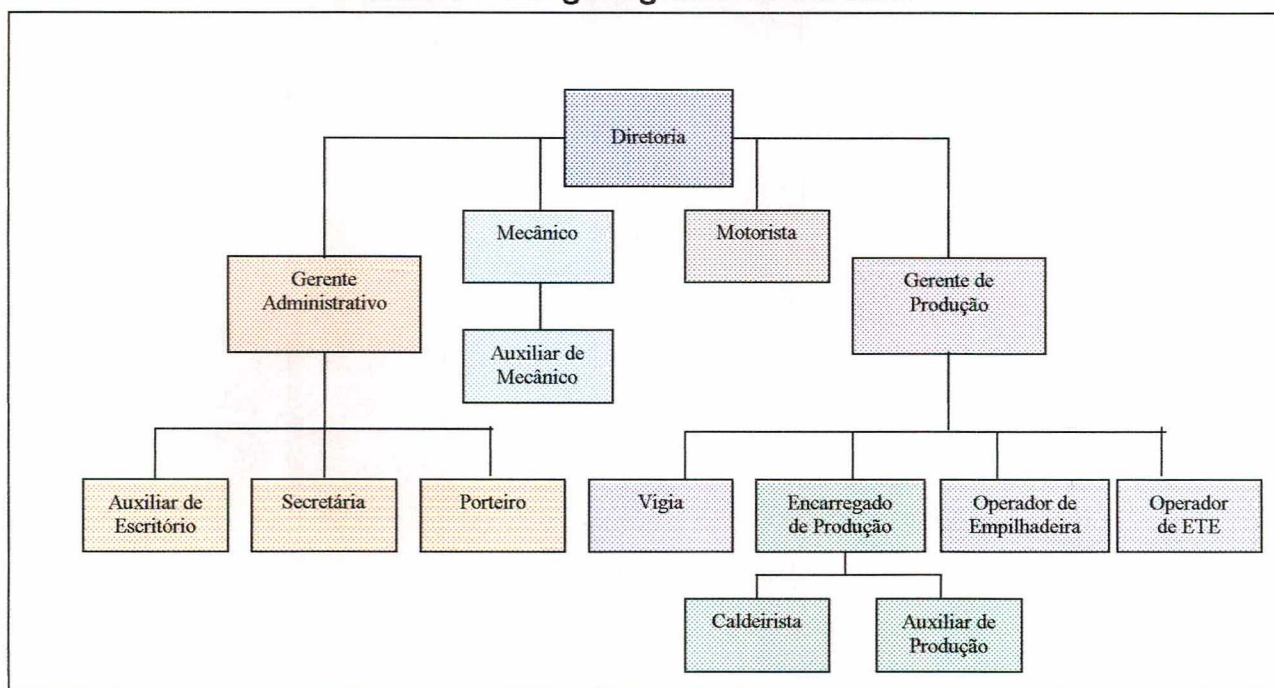 Diretoria
Mecânico
Motorista
Gerente
Administrativo
Gerente de
Produção
Auxiliar de
Mecânico
Auxiliar de
Escritório
Secretária
Porteiro
Vigia
Encarregado
de Produção
Operador de
Empilhadeira
Operador
de ETE
Caldeirista
Auxiliar de
Produção